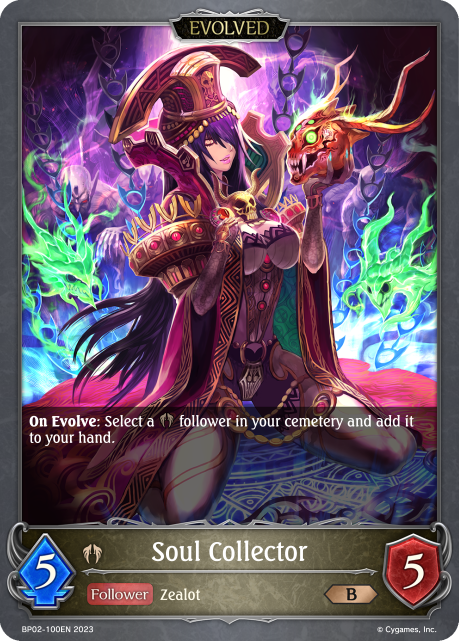 EVOLVED
On Evolve: Select a follower in your cemetery and add it
to your hand.
5
Soul Collector
5
Follower Zealot
B
BP02-100EN 2023
© Cygames, Inc.